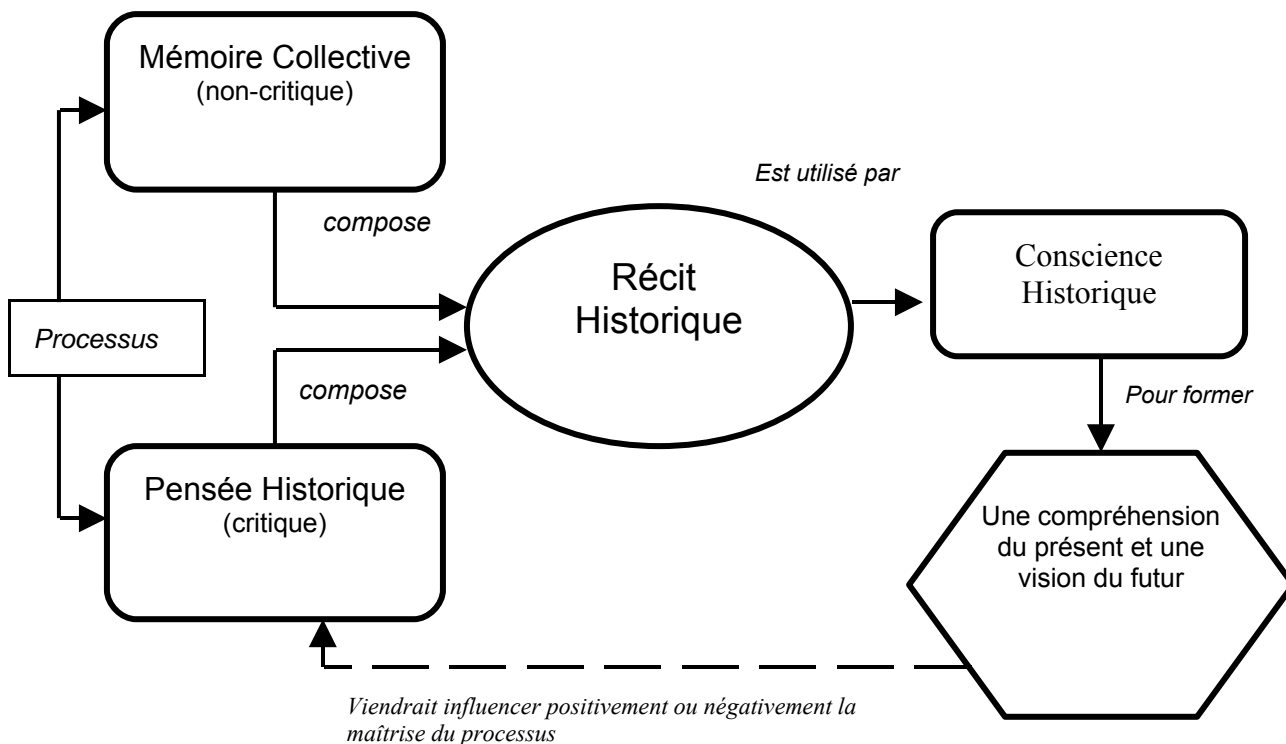 Mémoire Collective
(non-critique)
compose
Processus
compose
Pensée Historique
(critique)
Récit
Historique
Est utilisé par
Conscience
Historique
Pour former
Une compréhension
du présent et une
vision du futur
Viendrait influencer positivement ou négativement la
maîtrise du processus